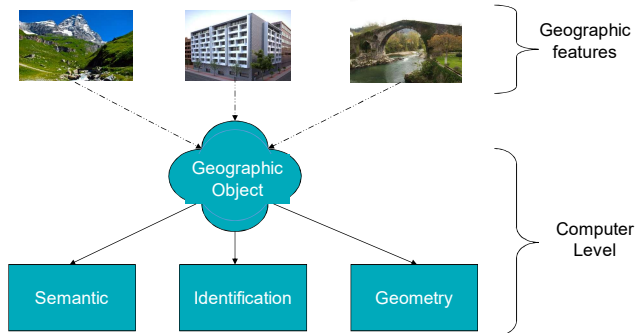 Geographic
features
Geographic
Object
Computer
Level
Semantic
Identification
Geometry